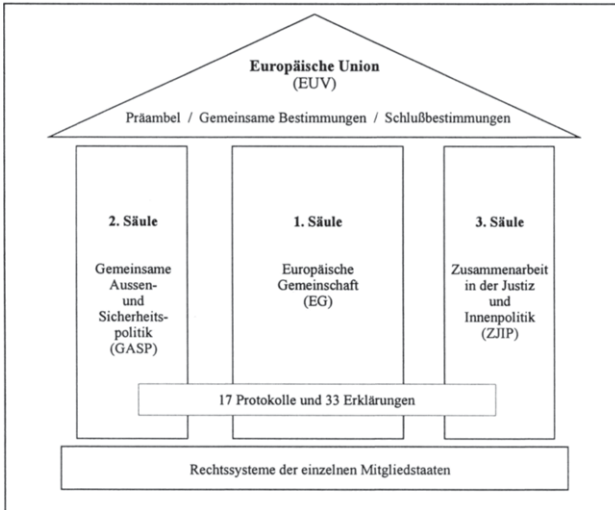 Europäische Union
(EUV)
Präambel / Gemeinsame Bestimmungen / Schlußbestimmungen
2. Säule
Gemeinsame
Aussen-
und
Sicherheits-
politik
(GASP)
1. Säule
Europäische
Gemeinschaft
(EG)
3. Säule
Zusammenarbeit
in der Justiz
und
Innenpolitik
(ZJIP)
17 Protokolle und 33 Erklärungen
Rechtssysteme der einzelnen Mitgliedstaaten